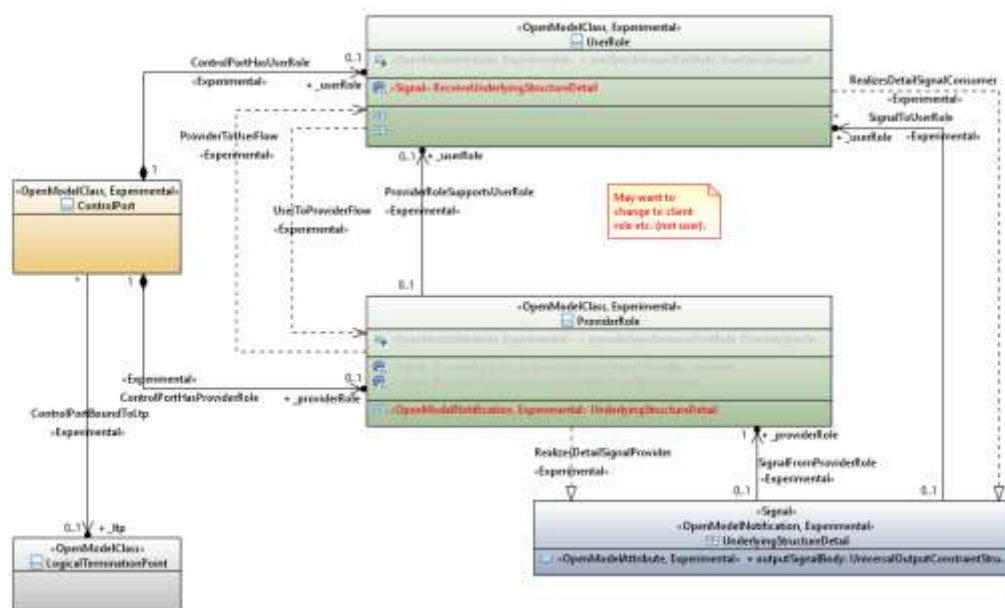 «OpenModelClass, Experimental»
UserRole
«Signal» ReceiveUnderlyingStructureDetail
ControlPortHasUserRole
«Experimental»
0..1
+ _userRole
RealizesDetailSignalConsumer
«Experimental»
SignalToUserRole
*
+ _userRole
«Experimental»
ProviderToUserFlow
«Experimental»
1
0..1
+ _userRole
«OpenModelClass, Experimental»
ControlPort
ProviderRoleSupportsUserRole
«Experimental»
UserToProviderFlow
«Experimental»
May want to
change to client
role etc. (not user).
*
1
0..1
«OpenModelClass, Experimental»
ProviderRole
«OpenModelNotification, Experimental» UnderlyingStructureDetail
«Experimental»
0..1
ControlPortHasProviderRole
+ _providerRole
ControlPortBoundToLtp
«Experimental»
1
+ _providerRole
RealizesDetailSignalProvider
«Experimental»
SignalFromProviderRole
«Experimental»
0..1
0..1
0..1
+ _ltp
«OpenModelClass»
LogicalTerminationPoint
«Signal»
«OpenModelNotification, Experimental»
UnderlyingStructureDetail
«OpenModelAttribute, Experimental» + outputSignalBody: UniversalOutputConstraintStru...